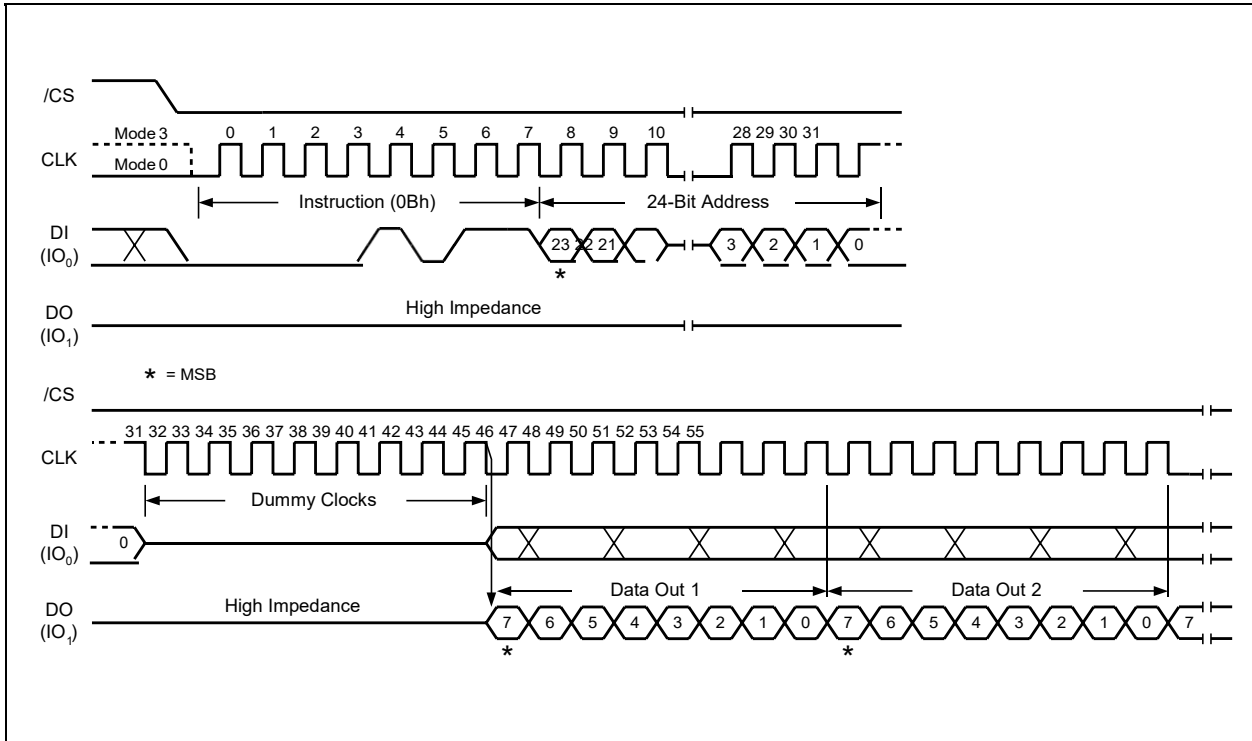 /CS
Mode 3 0 1 2 3 4 5 6 7 8 9 10 28 29 30 31
CLK
Mode 0
Instruction (0Bh) 24-Bit Address
DI
(IO0) 23 22 21 3 2 1 0
*
High Impedance
DO
(IO1)
* = MSB
/CS
31 32 33 34 35 36 37 38 39 40 41 42 43 44 45 46 47 48 49 50 51 52 53 54 55
CLK
Dummy Clocks
DI
(IO0) 0
Data Out 1 Data Out 2
High Impedance
DO
(IO1) 7 6 5 4 3 2 1 0 7 6 5 4 3 2 1 0 7
* *